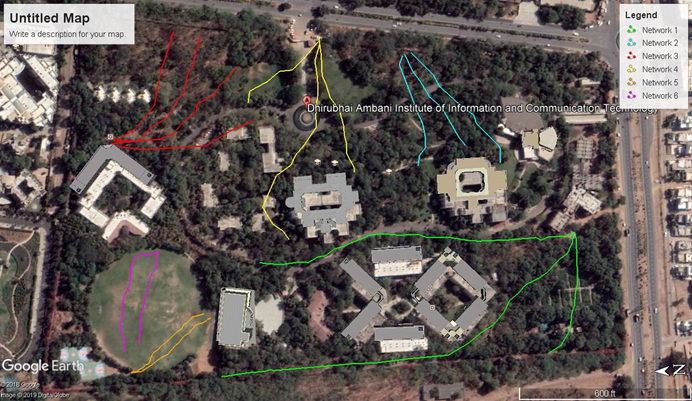 Untitled Map
Write a description for your map.
Legend
Network 1
Network 2
Network 3
Network 4
Network 5
Network 6
Dhirubhai Ambani Institute of Information and Communication Technology
Google Earth
© 2018 Google
Image © 2019 DigitalGlobe
N
600 ft